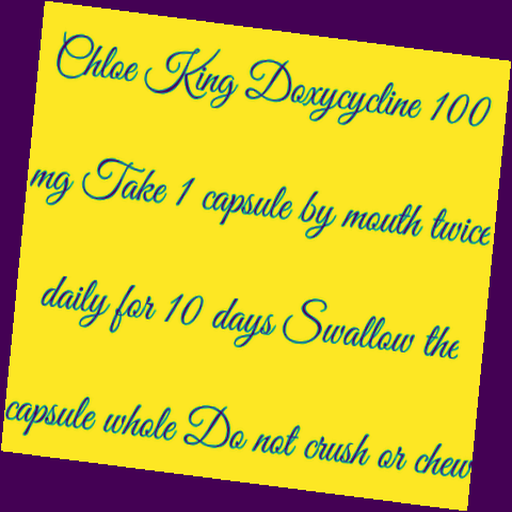 Chloe King Doxycycline 100
mg Take 1 capsule by mouth twice
daily for 10 days Swallow the
capsule whole Do not crush or chew